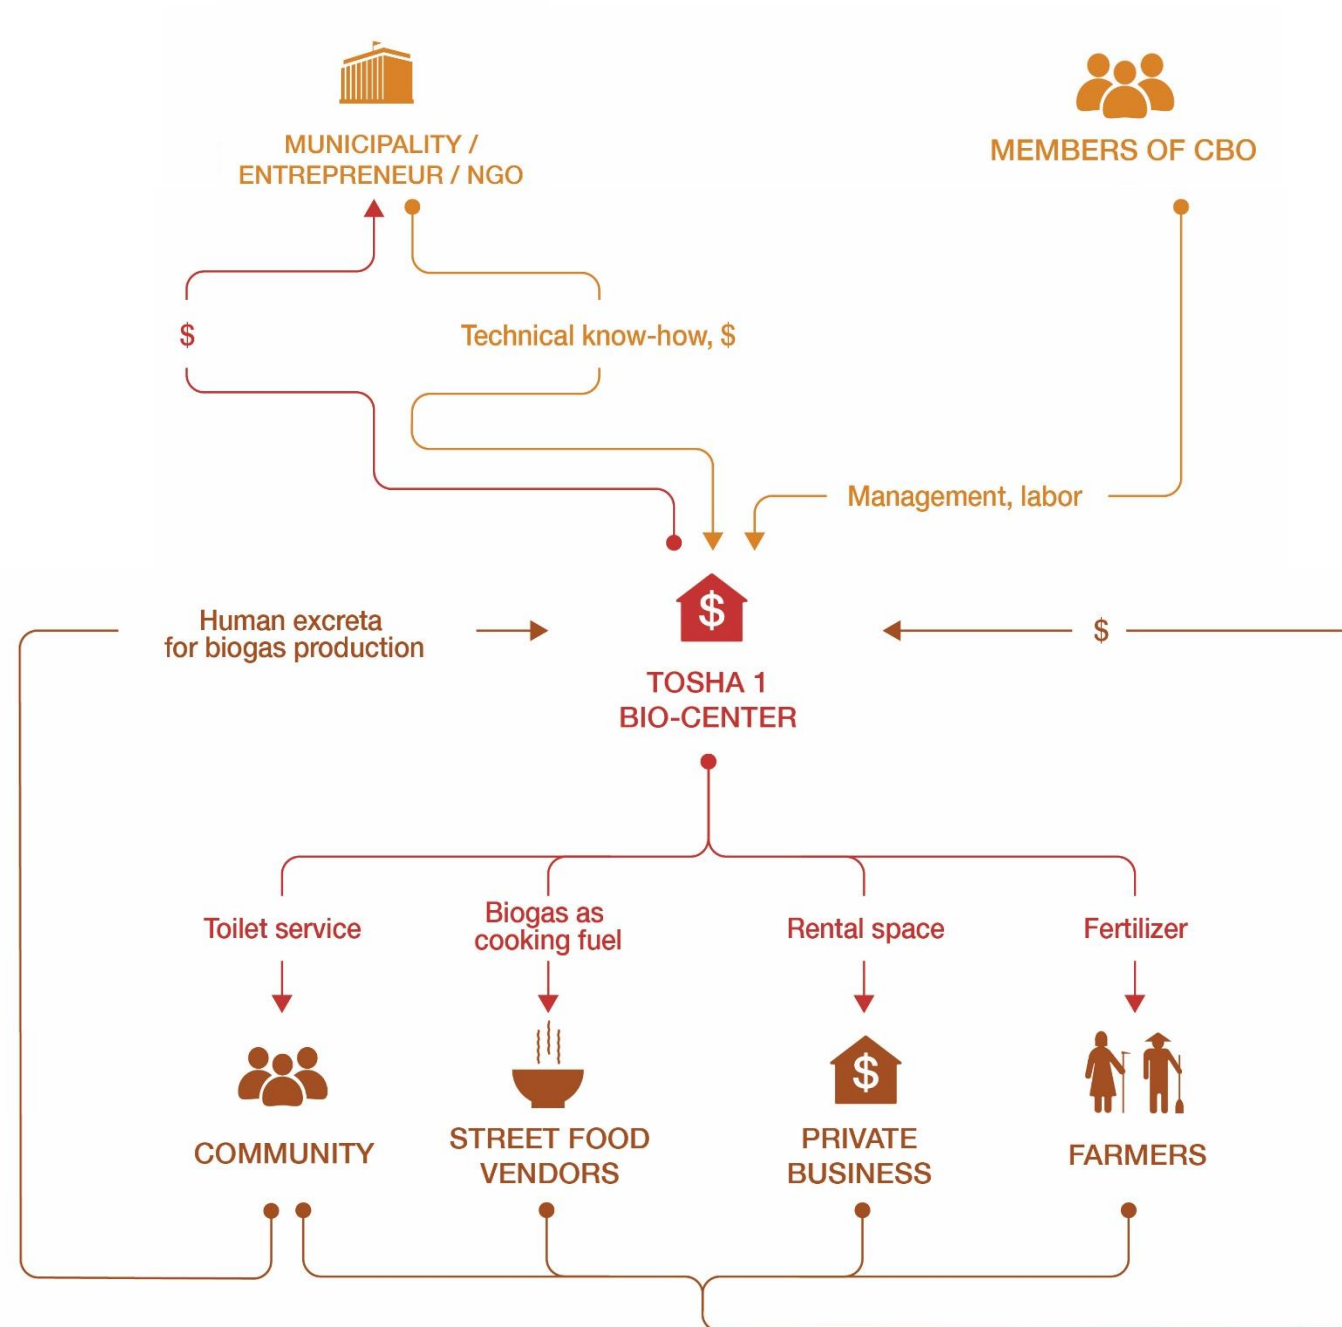 MUNICIPALITY /
ENTREPRENEUR / NGO
MEMBERS OF CBO
$
Technical know-how, $
Management, labor
Human excreta
for biogas production
$
$
TOSHA 1
BIO-CENTER
Toilet service
Biogas as
cooking fuel
Rental space
Fertilizer
$
COMMUNITY
STREET FOOD
VENDORS
PRIVATE
BUSINESS
FARMERS